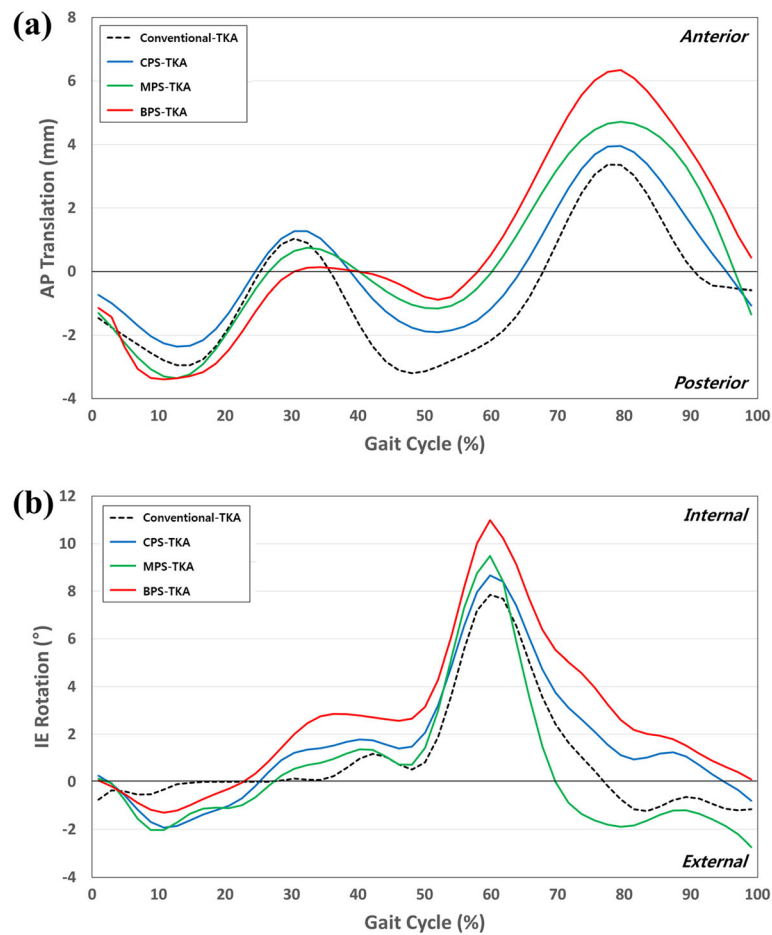 (a)
8
6
4
2
0
-2
-4
AP Translation (mm)
Conventional-TKA
CPS-TKA
MPS-TKA
BPS-TKA
Anterior
Posterior
0 10 20 30 40 50 60 70 80 90 100
Gait Cycle (%)
(b)
12
10
8
6
4
2
0
-2
-4
IE Rotation (°)
Conventional-TKA
CPS-TKA
MPS-TKA
BPS-TKA
Internal
External
0 10 20 30 40 50 60 70 80 90 100
Gait Cycle (%)